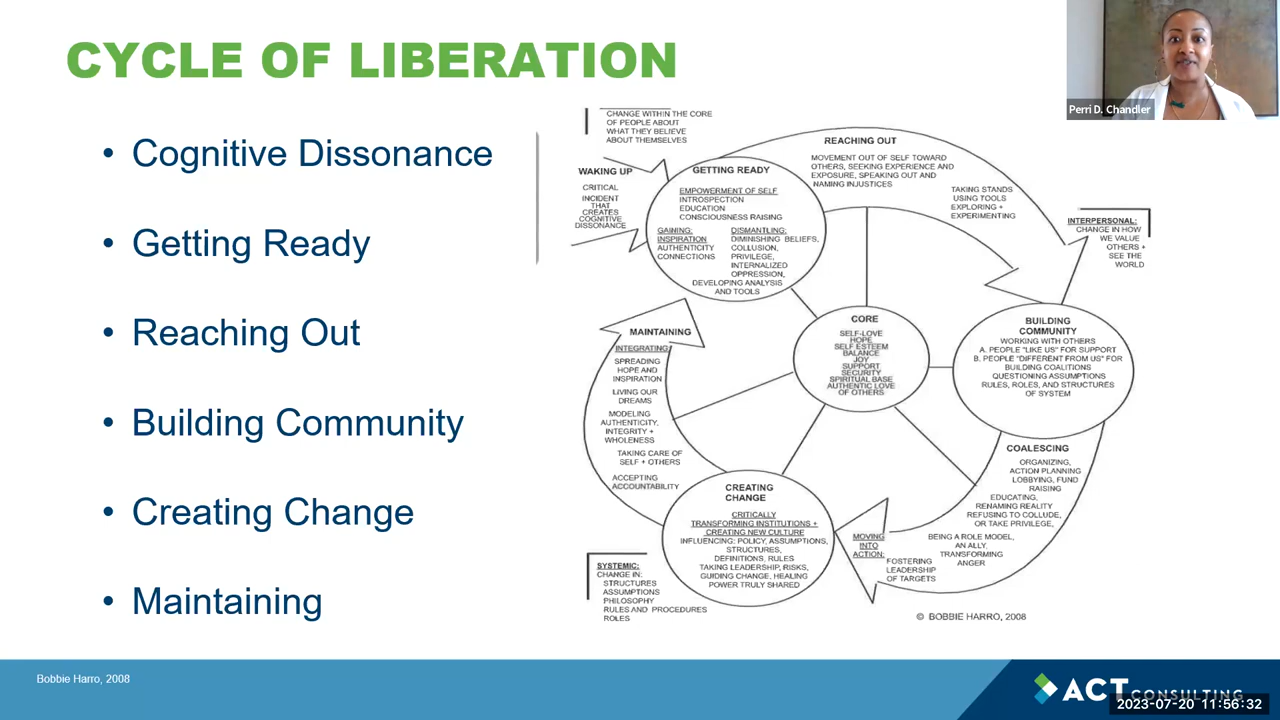 CYCLE OF LIBERATION
Perri D. Chandler
• Cognitive Dissonance
• Getting Ready
• Reaching Out
• Building Community
• Creating Change
• Maintaining
CHANGE WITHIN THE CORE
OF PEOPLE ABOUT
WHAT THEY BELIEVE
ABOUT THEMSELVES
WAKING UP
CRITICAL
INCIDENT
THAT
CREATES
COGNITIVE
DISSONANCE
GETTING READY
EMPOWERMENT OF SELF
INTROSPECTION
EDUCATION
CONSCIOUSNESS RAISING
GAINING:
INSPIRATION
AUTHENTICITY
CONNECTIONS
DISMANTLING:
DIMINISHING BELIEFS,
COLLUSION,
PRIVILEGE,
INTERNALIZED
OPPRESSION,
DEVELOPING ANALYSIS
AND TOOLS
REACHING OUT
MOVEMENT OUT OF SELF TOWARD
OTHERS, SEEKING EXPERIENCE AND
EXPOSURE, SPEAKING OUT AND
NAMING INJUSTICES
TAKING STANDS
USING TOOLS
EXPLORING +
EXPERIMENTING
INTERPERSONAL:
CHANGE IN HOW
WE VALUE
OTHERS +
SEE THE
WORLD
BUILDING
COMMUNITY
WORKING WITH OTHERS
A. PEOPLE "LIKE US" FOR SUPPORT
B. PEOPLE "DIFFERENT FROM US" FOR
BUILDING COALITIONS
QUESTIONING ASSUMPTIONS
RULES, ROLES, AND STRUCTURES
OF SYSTEM
CORE
SELF-LOVE
HOPE
SELF ESTEEM
BALANCE
JOY
SUPPORT
SECURITY
SPIRITUAL BASE
AUTHENTIC LOVE
OF OTHERS
COALESCING
ORGANIZING,
ACTION PLANNING
LOBBYING, FUND
RAISING
EDUCATING,
RENAMING REALITY
REFUSING TO COLLUDE,
OR TAKE PRIVILEGE,
BEING A ROLE MODEL,
AN ALLY,
TRANSFORMING
ANGER
MOVING
INTO
ACTION:
FOSTERING
LEADERSHIP
OF TARGETS
CREATING
CHANGE
CRITICALLY
TRANSFORMING INSTITUTIONS +
CREATING NEW CULTURE
INFLUENCING: POLICY, ASSUMPTIONS,
STRUCTURES,
DEFINITIONS, RULES
TAKING LEADERSHIP, RISKS,
GUIDING CHANGE, HEALING
POWER TRULY SHARED
SYSTEMIC:
CHANGE IN:
STRUCTURES
ASSUMPTIONS
PHILOSOPHY
RULES AND PROCEDURES
ROLES
MAINTAINING
INTEGRATING:
SPREADING
HOPE AND
INSPIRATION
LIVING OUR
DREAMS
MODELING
AUTHENTICITY,
INTEGRITY +
WHOLENESS
TAKING CARE OF
SELF + OTHERS
ACCEPTING
ACCOUNTABILITY
© BOBBIE HARRO, 2008
Bobbie Harro, 2008
ACT CONSULTING
2023-07-20 11:56:32